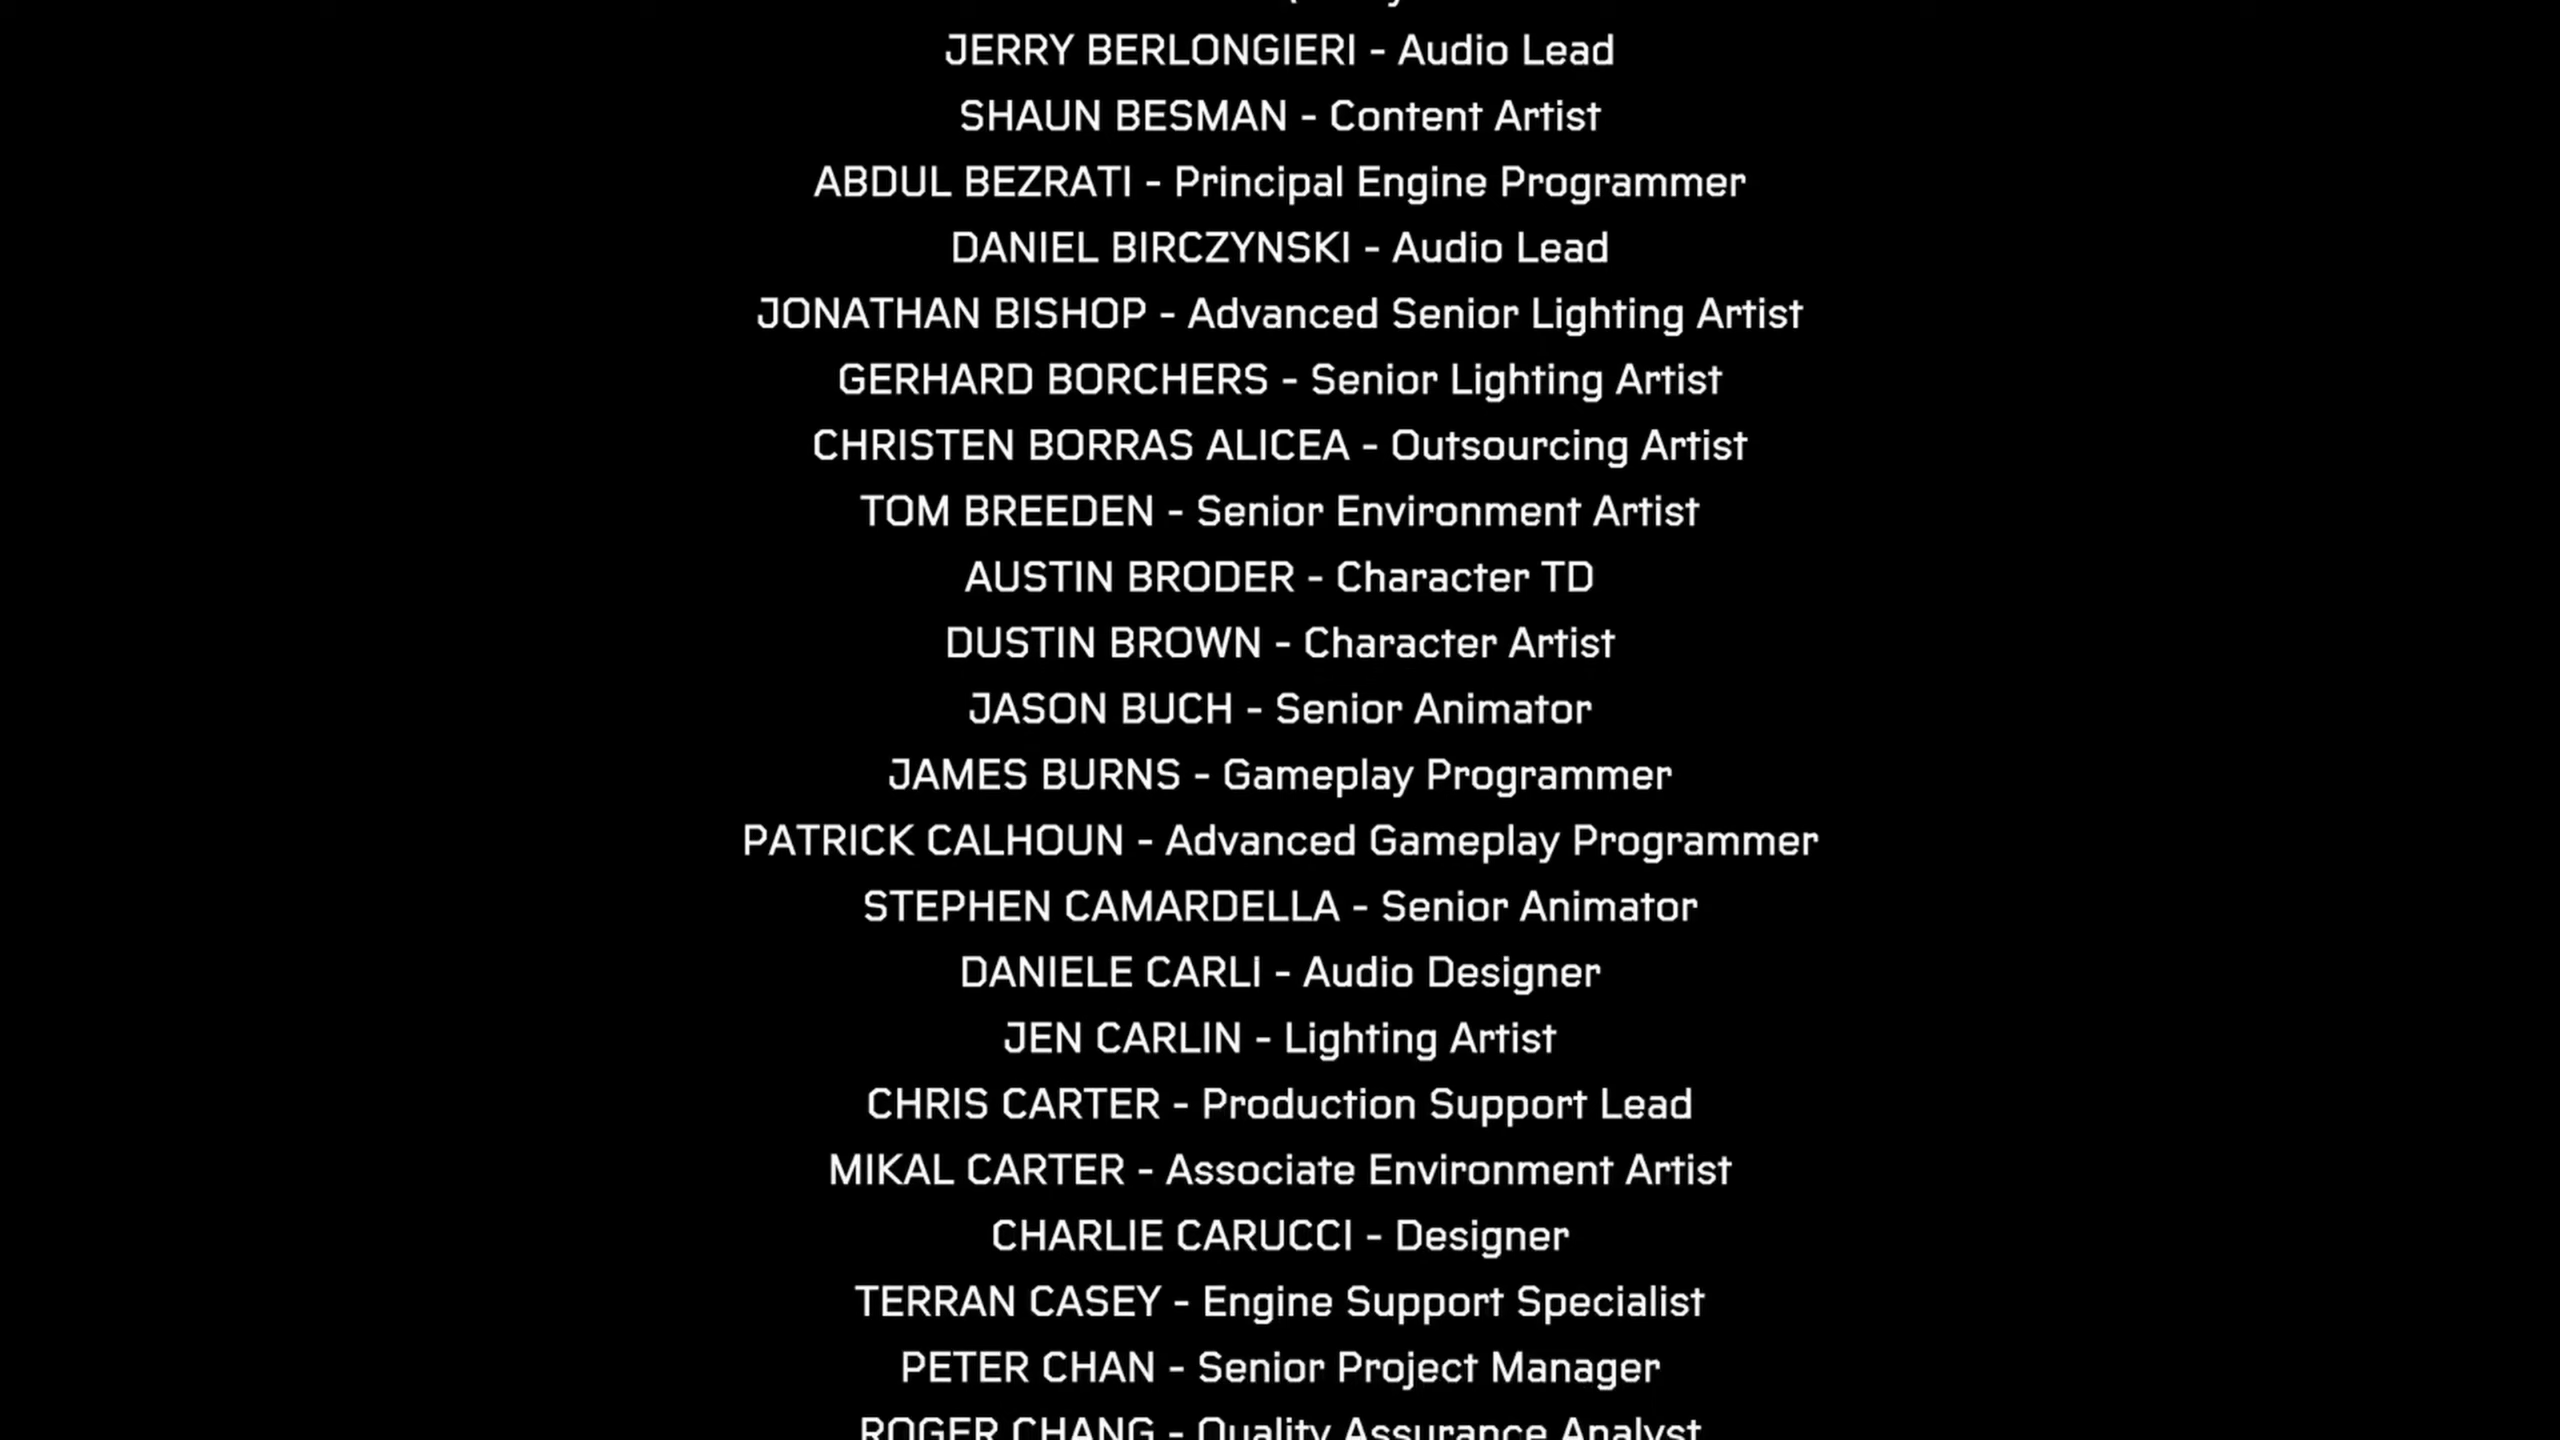 JERRY BERLONGIERI - Audio Lead
SHAUN BESMAN - Content Artist
ABDUL BEZRATI - Principal Engine Programmer
DANIEL BIRCZYNSKI - Audio Lead
JONATHAN BISHOP - Advanced Senior Lighting Artist
GERHARD BORCHERS - Senior Lighting Artist
CHRISTEN BORRAS ALICEA - Outsourcing Artist
TOM BREEDEN - Senior Environment Artist
AUSTIN BRODER - Character TD
DUSTIN BROWN - Character Artist
JASON BUCH - Senior Animator
JAMES BURNS - Gameplay Programmer
PATRICK CALHOUN - Advanced Gameplay Programmer
STEPHEN CAMARDELLA - Senior Animator
DANIELE CARLI - Audio Designer
JEN CARLIN - Lighting Artist
CHRIS CARTER - Production Support Lead
MIKAL CARTER - Associate Environment Artist
CHARLIE CARUCCI - Designer
TERRAN CASEY - Engine Support Specialist
PETER CHAN - Senior Project Manager
ROGER CHANG - Quality Assurance Analyst